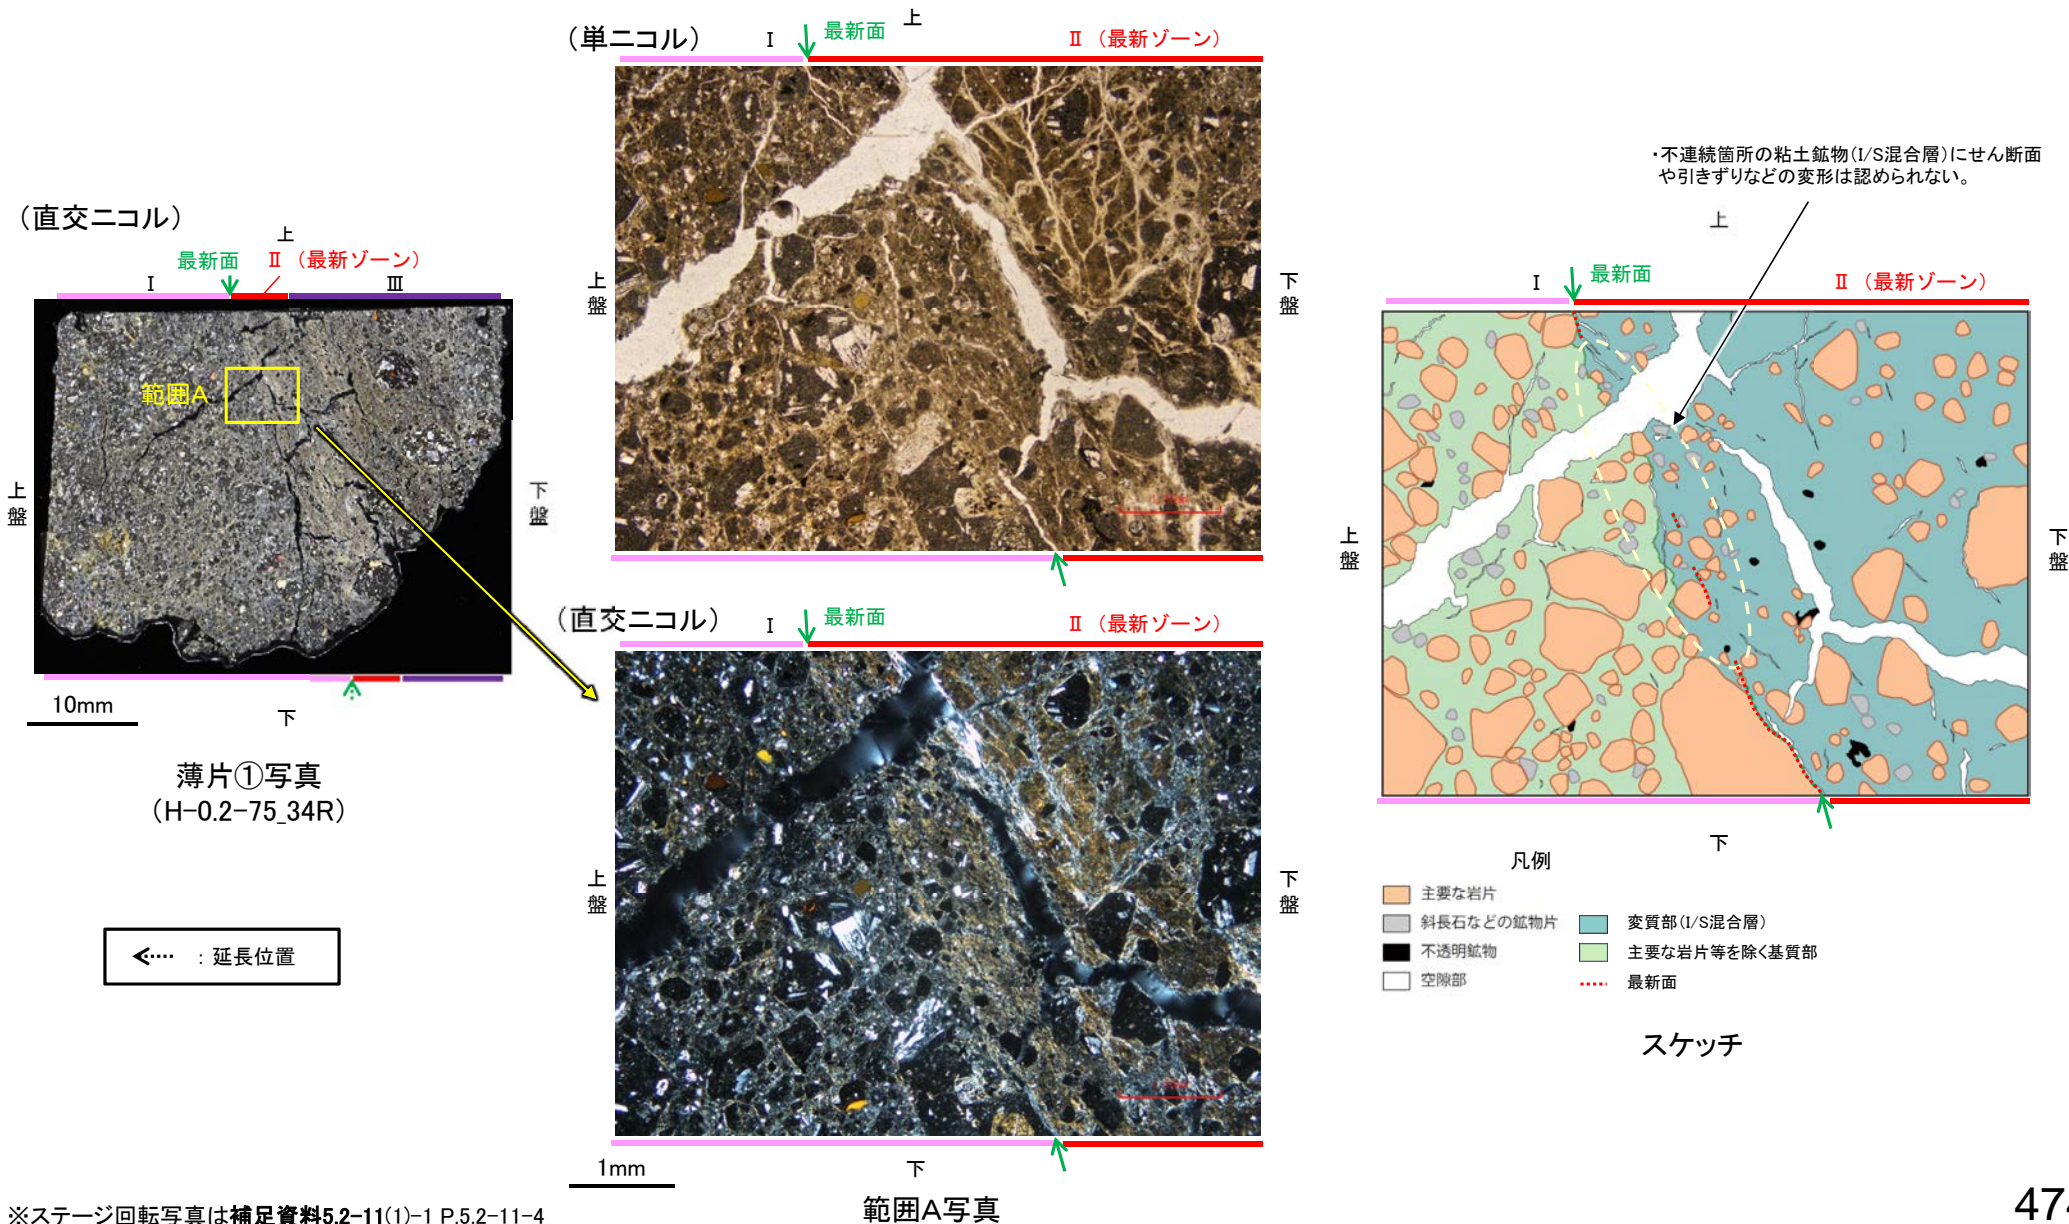 (直交ニコル)
上
最新面
Ⅱ (最新ゾーン)
Ⅰ
Ⅲ
範囲A
上盤
下盤
10mm
下
薄片①写真
(H-0.2-75_34R)
:延長位置
(単ニコル)
Ⅰ
最新面
上
Ⅱ (最新ゾーン)
上盤
下盤
(直交ニコル)
Ⅰ
最新面
Ⅱ (最新ゾーン)
上盤
下盤
1mm
下
範囲A写真
・不連続箇所の粘土鉱物(I/S混合層)にせん断面
や引きずりなどの変形は認められない。
上
Ⅰ
最新面
Ⅱ (最新ゾーン)
上盤
下盤
下
凡例
主要な岩片
斜長石などの鉱物片
不透明鉱物
空隙部
変質部(I/S混合層)
主要な岩片等を除く基質部
最新面
スケッチ
※ステージ回転写真は補足資料5.2-11(1)-1 P.5.2-11-4
47